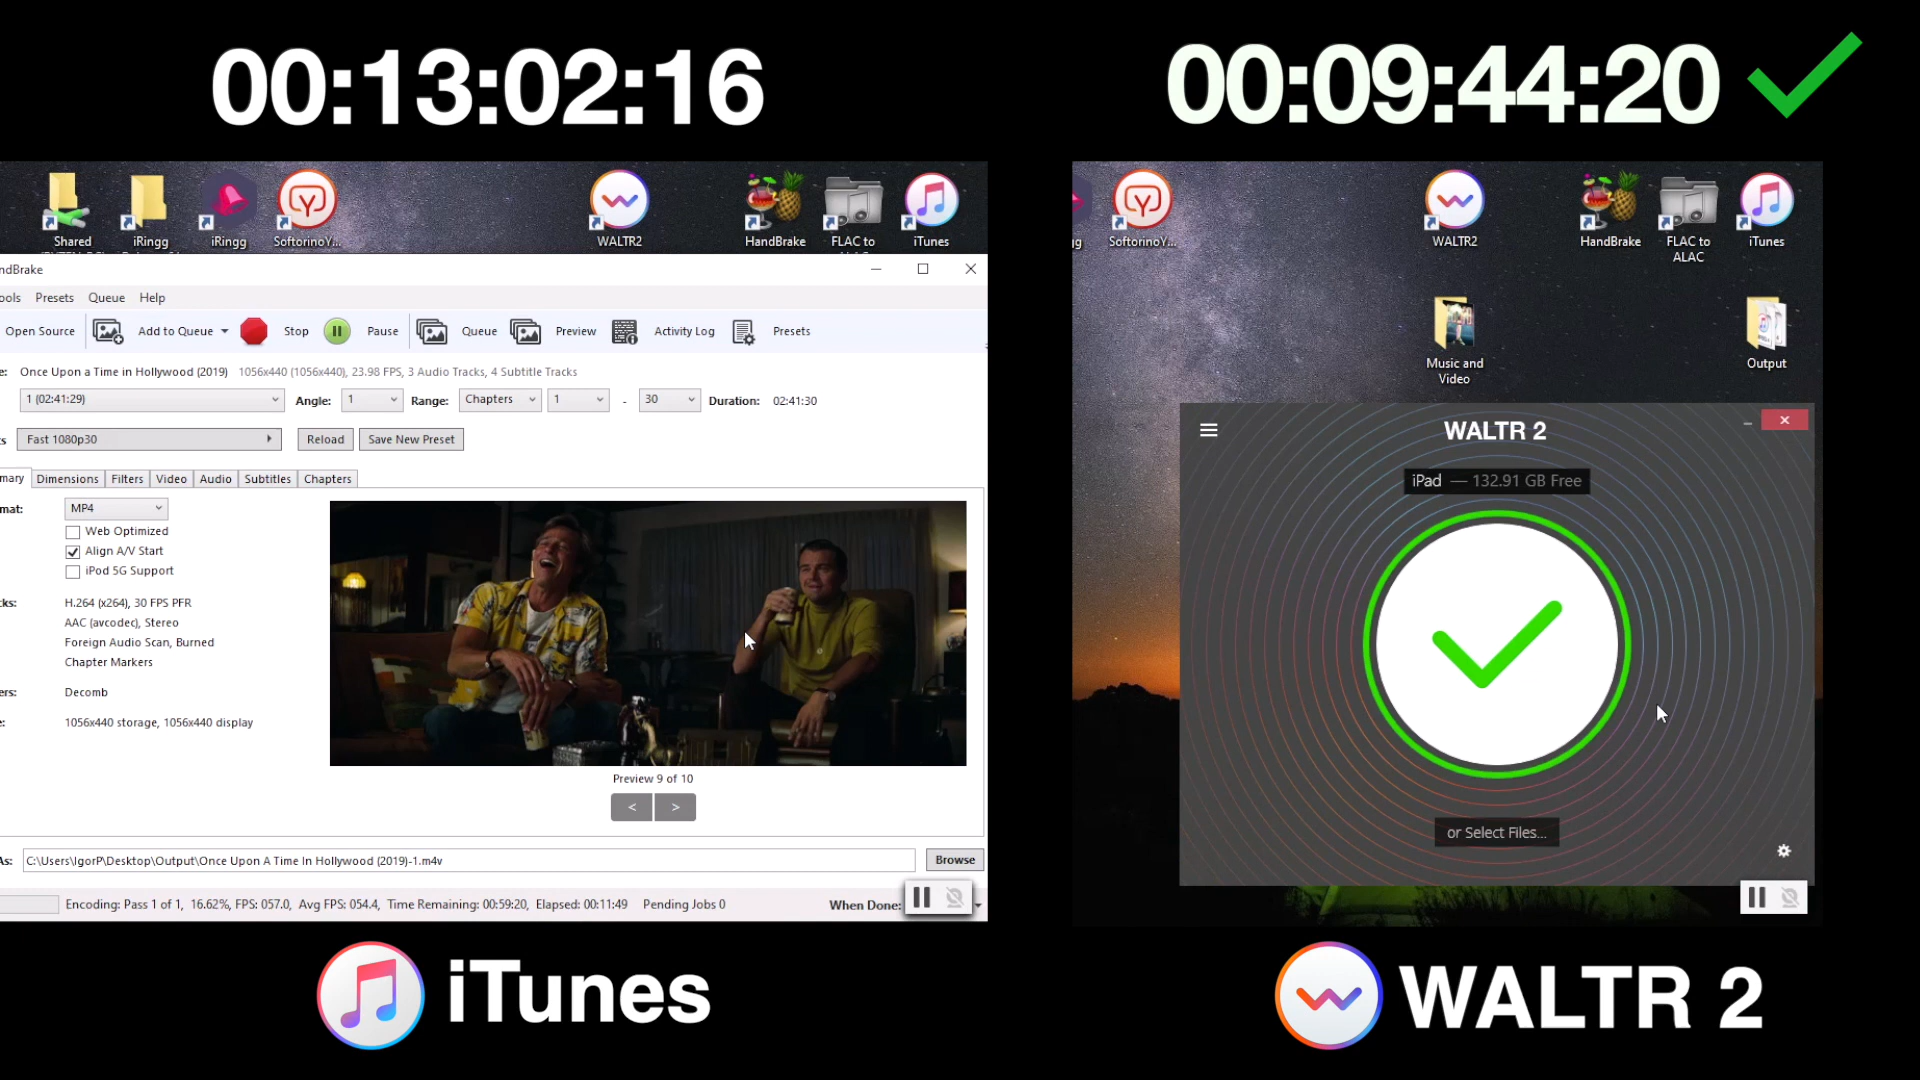 00:13:02:16
00:09:44:20
Shared
iRingg
iRingg
SoftorinoY...
WALTR2
HandBrake
FLAC to
iTunes
ndBrake
ools Presets Queue Help
Open Source Add to Queue Stop Pause Queue Preview Activity Log Presets
e: Once Upon a Time in Hollywood (2019) 1056x440 (1056x440), 23.98 FPS, 3 Audio Tracks, 4 Subtitle Tracks
1 (02:41:29) Angle: 1 Range: Chapters 1 - 30 Duration: 02:41:30
s Fast 1080p30 Reload Save New Preset
mary Dimensions Filters Video Audio Subtitles Chapters
mat: MP4
Web Optimized
Align A/V Start
iPod 5G Support
ks: H.264 (x264), 30 FPS PFR
AAC (avcodec), Stereo
Foreign Audio Scan, Burned
Chapter Markers
ers: Decomb
e: 1056x440 storage, 1056x440 display
Preview 9 of 10
< >
As: C:\Users\IgorP\Desktop\Output\Once Upon A Time In Hollywood (2019)-1.m4v Browse
Encoding: Pass 1 of 1, 16.62%, FPS: 057.0, Avg FPS: 054.4, Time Remaining: 00:59:20, Elapsed: 00:11:49 Pending Jobs 0 When Done:
iTunes
gg
SoftorinoY...
WALTR2
HandBrake
FLAC to
ALAC
iTunes
Music and
Video
Output
WALTR 2
iPad — 132.91 GB Free
or Select Files...
WALTR 2